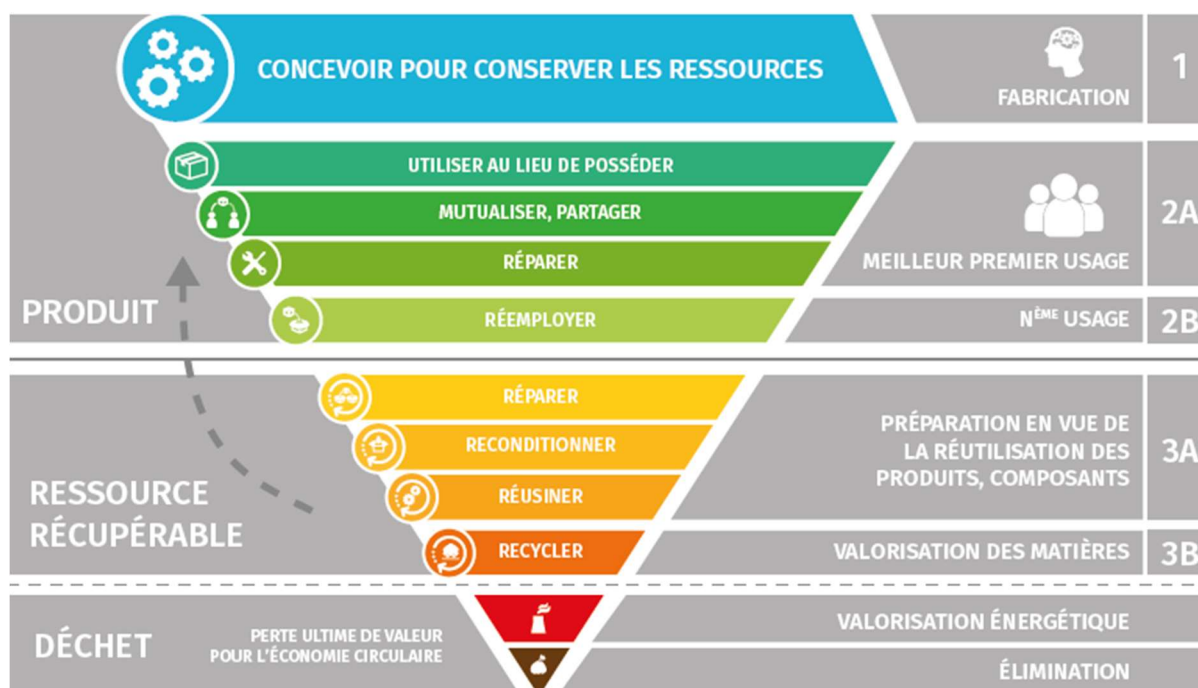 CONCEVOIR POUR CONSERVER LES RESSOURCES
FABRICATION
1
UTILISER AU LIEU DE POSSÉDER
MUTUALISER, PARTAGER
RÉPARER
MEILLEUR PREMIER USAGE
2A
PRODUIT
RÉEMPLOYER
NÈME USAGE
2B
RÉPARER
RECONDITIONNER
RÉUSINER
PRÉPARATION EN VUE DE
LA RÉUTILISATION DES
PRODUITS, COMPOSANTS
3A
RESSOURCE
RÉCUPÉRABLE
RECYCLER
VALORISATION DES MATIÈRES
3B
DÉCHET
PERTE ULTIME DE VALEUR
POUR L'ÉCONOMIE CIRCULAIRE
VALORISATION ÉNERGÉTIQUE
ÉLIMINATION